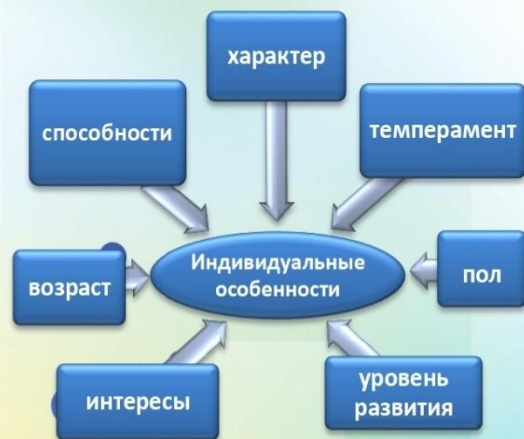 характер
способности
темперамент
Индивидуальные
особенности
возраст
пол
интересы
уровень
развития